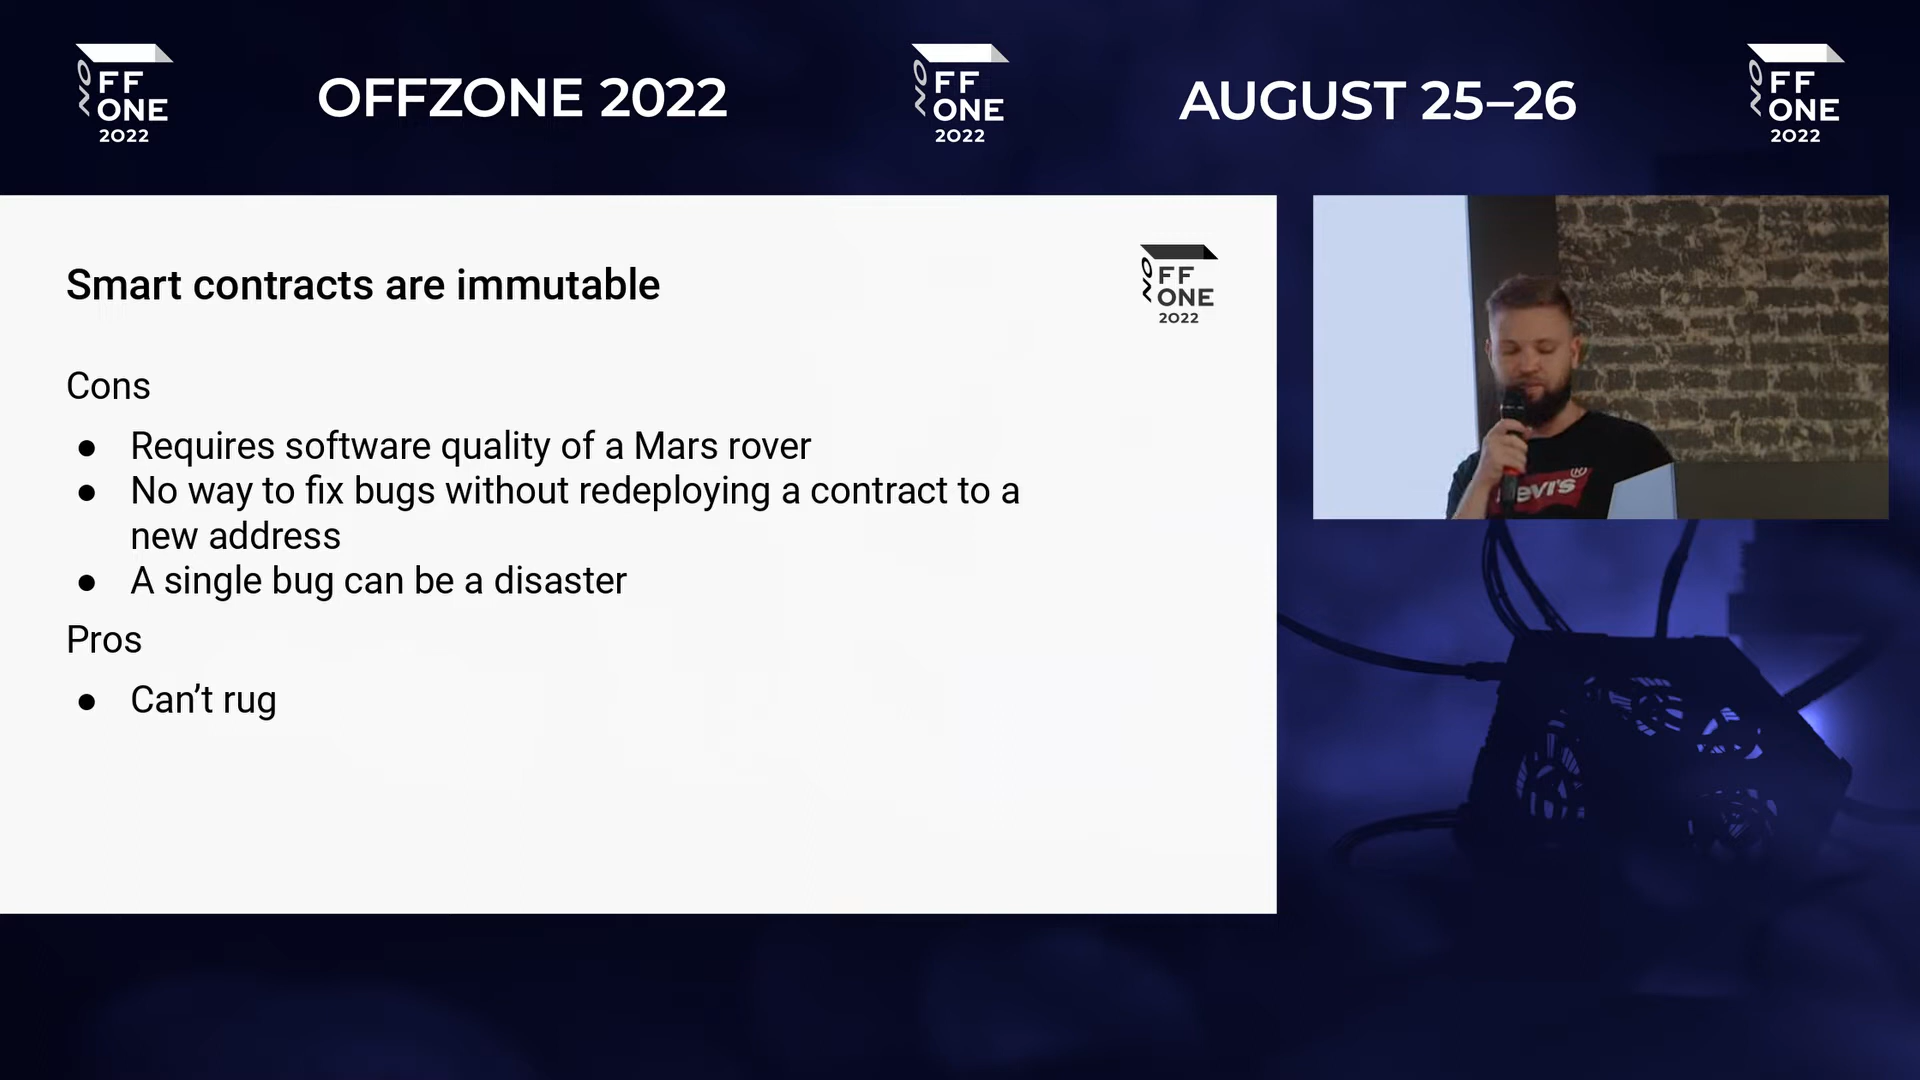 OFF
ZONE
2022
OFFZONE 2022
OFF
ZONE
2022
AUGUST 25–26
OFF
ZONE
2022
Smart contracts are immutable
OFF
ZONE
2022
Cons
● Requires software quality of a Mars rover
● No way to fix bugs without redeploying a contract to a
new address
● A single bug can be a disaster
Pros
● Can’t rug
Levi's ®